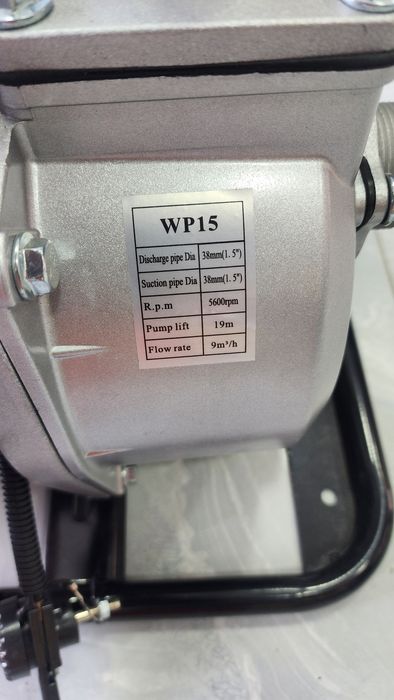 WP15
Discharge pipe Dia 38mm(1.5")
Suction pipe Dia 38mm(1.5")
R.p.m 5600rpm
Pump lift 19m
Flow rate 9m³/h